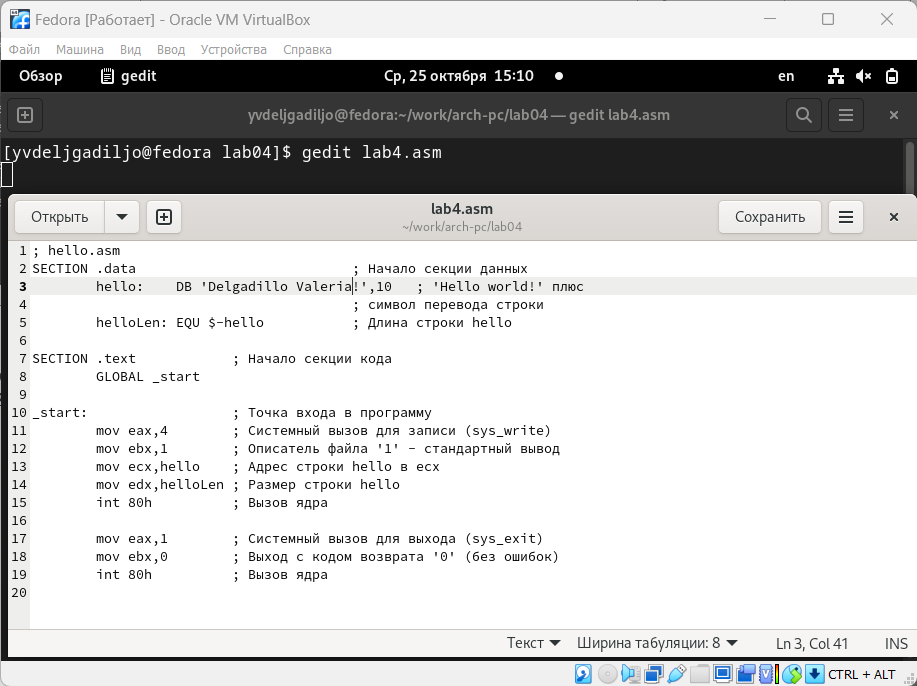 Fedora [Работает] - Oracle VM VirtualBox
Файл Машина Вид Ввод Устройства Справка
Обзор gedit Ср, 25 октября 15:10 en
yvdeljgadiljo@fedora:~/work/arch-pc/lab04 — gedit lab4.asm
[yvdeljgadiljo@fedora lab04]$ gedit lab4.asm
Открыть lab4.asm Сохранить
~/work/arch-pc/lab04
1 ; hello.asm
2 SECTION .data ; Начало секции данных
3 hello: DB 'Delgadillo Valeria!',10 ; 'Hello world!' плюс
4 ; символ перевода строки
5 helloLen: EQU $-hello ; Длина строки hello
6
7 SECTION .text ; Начало секции кода
8 GLOBAL _start
9
10 _start: ; Точка входа в программу
11 mov eax,4 ; Системный вызов для записи (sys_write)
12 mov ebx,1 ; Описатель файла '1' - стандартный вывод
13 mov ecx,hello ; Адрес строки hello в ecx
14 mov edx,helloLen ; Размер строки hello
15 int 80h ; Вызов ядра
16
17 mov eax,1 ; Системный вызов для выхода (sys_exit)
18 mov ebx,0 ; Выход с кодом возврата '0' (без ошибок)
19 int 80h ; Вызов ядра
20
Текст Ширина табуляции: 8 Ln 3, Col 41 INS
CTRL + ALT